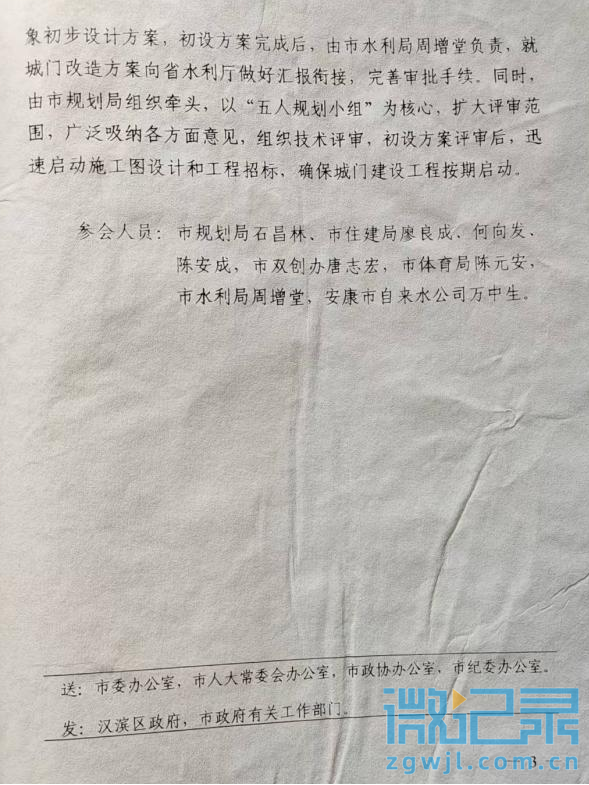 象初步设计方案，初设方案完成后，由市水利局周增堂负责，就
城门改造方案向省水利厅做好汇报衔接，完善审批手续。同时，
由市规划局组织牵头，以“五人规划小组”为核心，扩大评审范
围，广泛吸纳各方面意见，组织技术评审，初设方案评审后，迅
速启动施工图设计和工程招标，确保城门建设工程按期启动。
参会人员：市规划局石昌林、市住建局廖良成、何向发、
陈安成，市双创办唐志宏，市体育局陈元安，
市水利局周增堂，安康市自来水公司万中生。
送：市委办公室，市人大常委会办公室，市政协办公室，市纪委办公室。
发：汉滨区政府，市政府有关工作部门。
微记录
zgwjl.com.cn
3